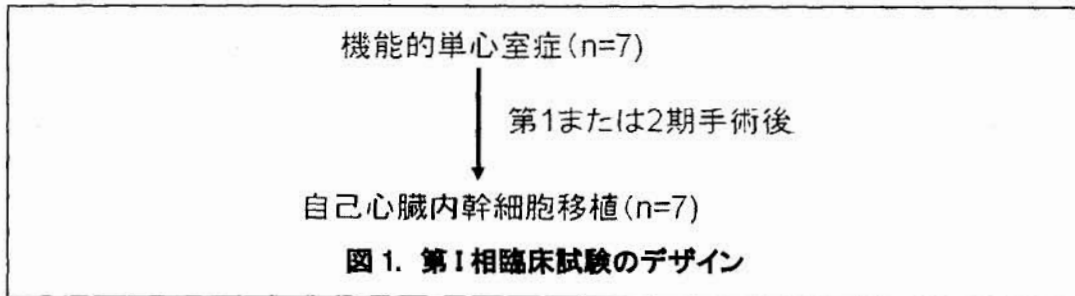 機能的単心室症(n=7)
第1または2期手術後
自己心臓内幹細胞移植(n=7)
図1. 第I相臨床試験のデザイン